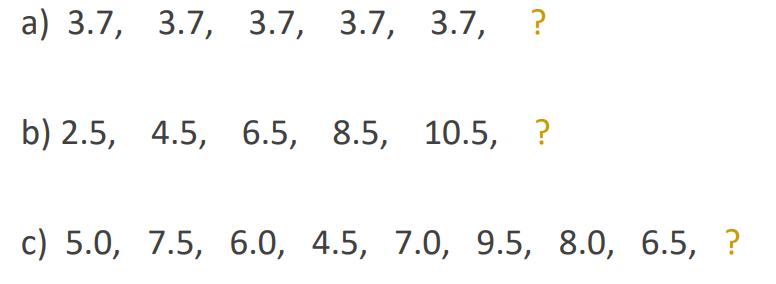 a) 3.7, 3.7, 3.7, 3.7, 3.7, ?
b) 2.5, 4.5, 6.5, 8.5, 10.5, ?
c) 5.0, 7.5, 6.0, 4.5, 7.0, 9.5, 8.0, 6.5, ?